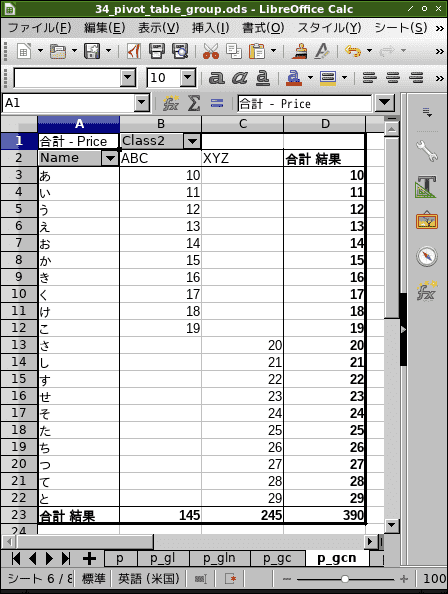 34_pivot_table_group.ods - LibreOffice Calc
ファイル(F) 編集(E) 表示(V) 挿入(I) 書式(O) スタイル(Y) シート(S) »
10
A1 fx Σ = 合計 - Price
A B C D
1 合計 - Price Class2
2 Name ABC XYZ 合計 結果
3 あ 10 10
4 い 11 11
5 う 12 12
6 え 13 13
7 お 14 14
8 か 15 15
9 き 16 16
10 く 17 17
11 け 18 18
12 こ 19 19
13 さ 20 20
14 し 21 21
15 す 22 22
16 せ 23 23
17 そ 24 24
18 た 25 25
19 ち 26 26
20 つ 27 27
21 て 28 28
22 と 29 29
23 合計 結果 145 245 390
24
p p_gl p_gln p_gc p_gcn
シート 6 / 8 標準 英語 (米国) 100